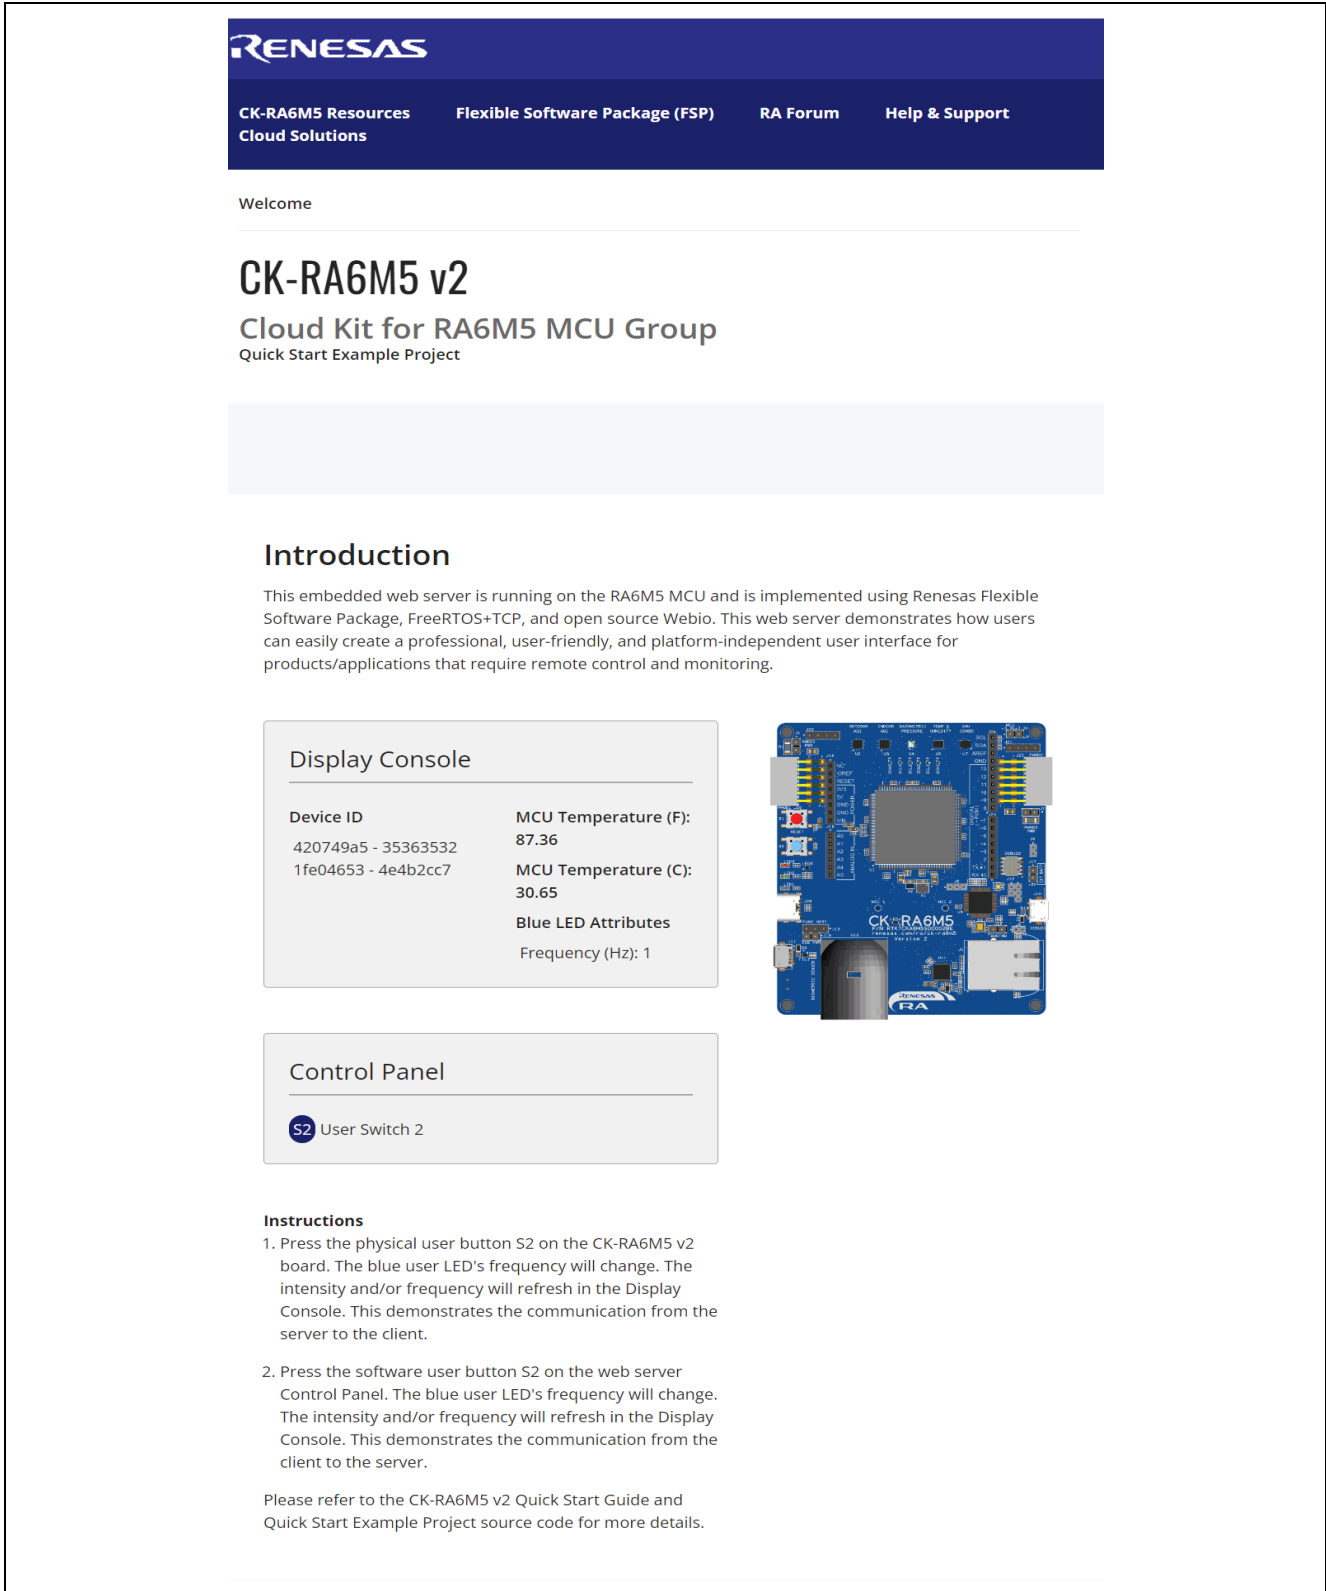 RENESAS
CK-RA6M5 Resources Flexible Software Package (FSP) RA Forum Help & Support
Cloud Solutions
Welcome
CK-RA6M5 v2
Cloud Kit for RA6M5 MCU Group
Quick Start Example Project
Introduction
This embedded web server is running on the RA6M5 MCU and is implemented using Renesas Flexible
Software Package, FreeRTOS+TCP, and open source Webio. This web server demonstrates how users
can easily create a professional, user-friendly, and platform-independent user interface for
products/applications that require remote control and monitoring.
Display Console
Device ID
420749a5 - 35363532
1fe04653 - 4e4b2cc7
MCU Temperature (F):
87.36
MCU Temperature (C):
30.65
Blue LED Attributes
Frequency (Hz): 1
CK-RA6M5
Version 2
RENESAS
RA
Control Panel
S2 User Switch 2
Instructions
1. Press the physical user button S2 on the CK-RA6M5 v2
board. The blue user LED's frequency will change. The
intensity and/or frequency will refresh in the Display
Console. This demonstrates the communication from the
server to the client.
2. Press the software user button S2 on the web server
Control Panel. The blue user LED's frequency will change.
The intensity and/or frequency will refresh in the Display
Console. This demonstrates the communication from the
client to the server.
Please refer to the CK-RA6M5 v2 Quick Start Guide and
Quick Start Example Project source code for more details.